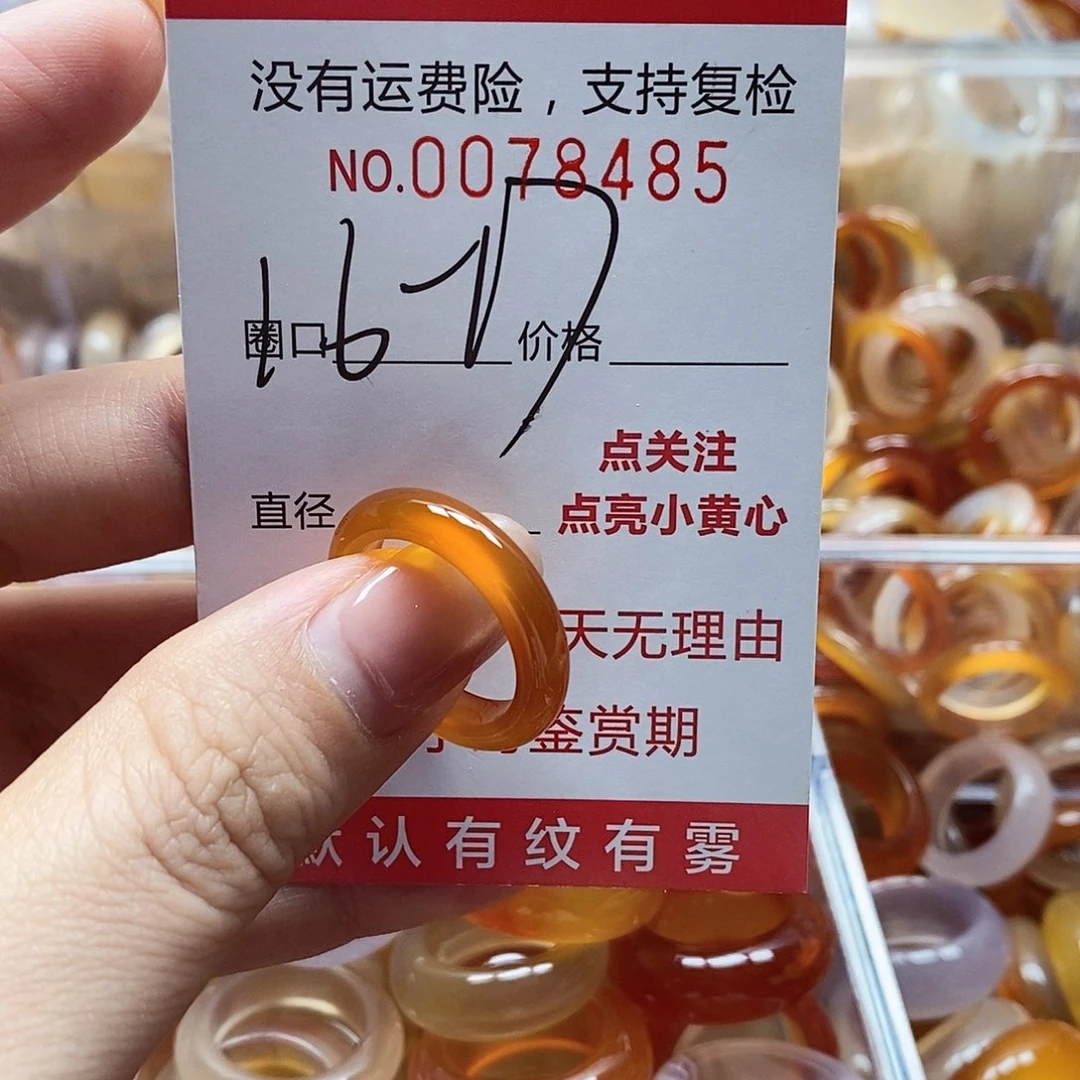 没有运费险，支持复检
NO.0078485
圈口 16 价格
点关注
直径 点亮小黄心
天无理由
鉴赏期
默认有纹有雾